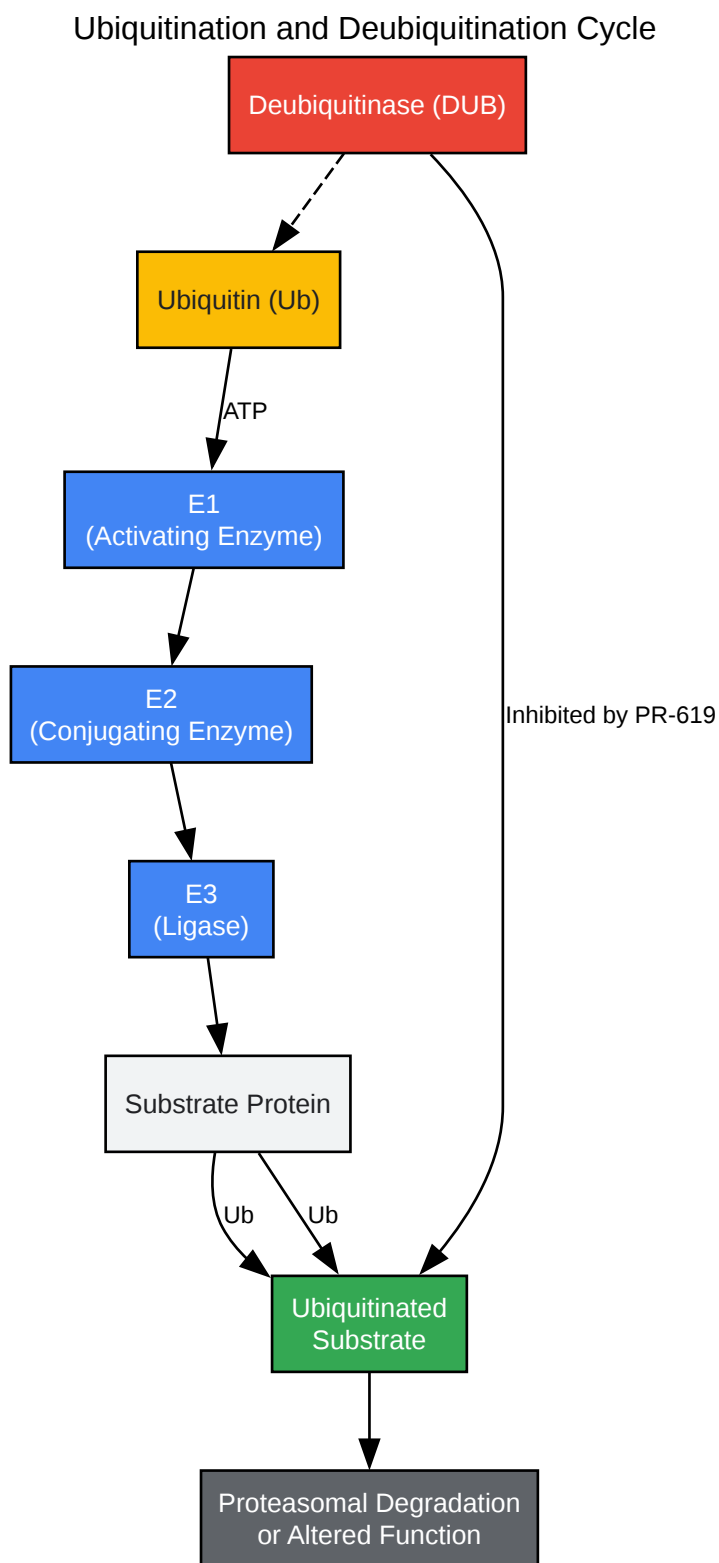 Ubiquitination and Deubiquitination Cycle
Deubiquitinase (DUB)
Ubiquitin (Ub)
ATP
E1
(Activating Enzyme)
E2
(Conjugating Enzyme)
Inhibited by PR-619
E3
(Ligase)
Substrate Protein
Ub
Ub
Ubiquitinated
Substrate
Proteasomal Degradation
or Altered Function